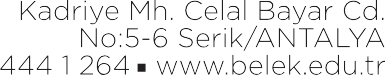 Kadriye Mh. Celal Bayar Cd.
No:5-6 Serik/ANTALYA
444 1 264 ▪ www.belek.edu.tr